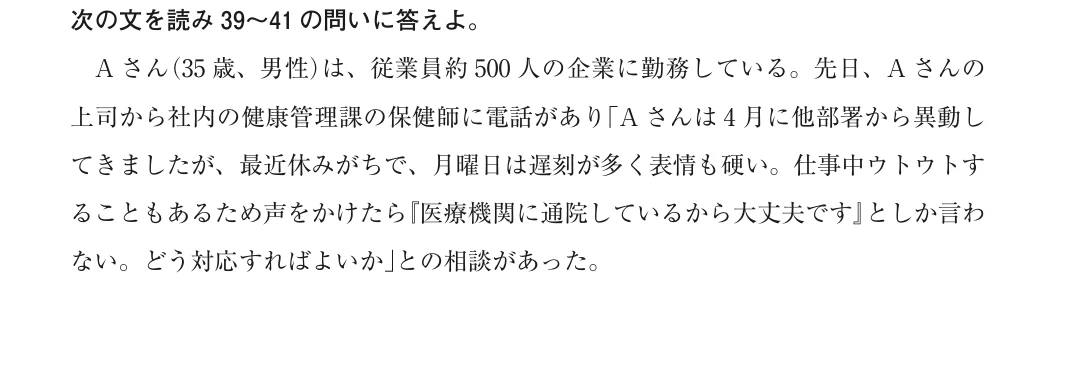 次の文を読み 39～41 の問いに答えよ。
A さん(35 歳、男性)は、従業員約 500 人の企業に勤務している。先日、A さんの
上司から社内の健康管理課の保健師に電話があり「A さんは 4 月に他部署から異動し
てきましたが、最近休みがちで、月曜日は遅刻が多く表情も硬い。仕事中ウトウトす
ることもあるため声をかけたら『医療機関に通院しているから大丈夫です』としか言わ
ない。どう対応すればよいか」との相談があった。